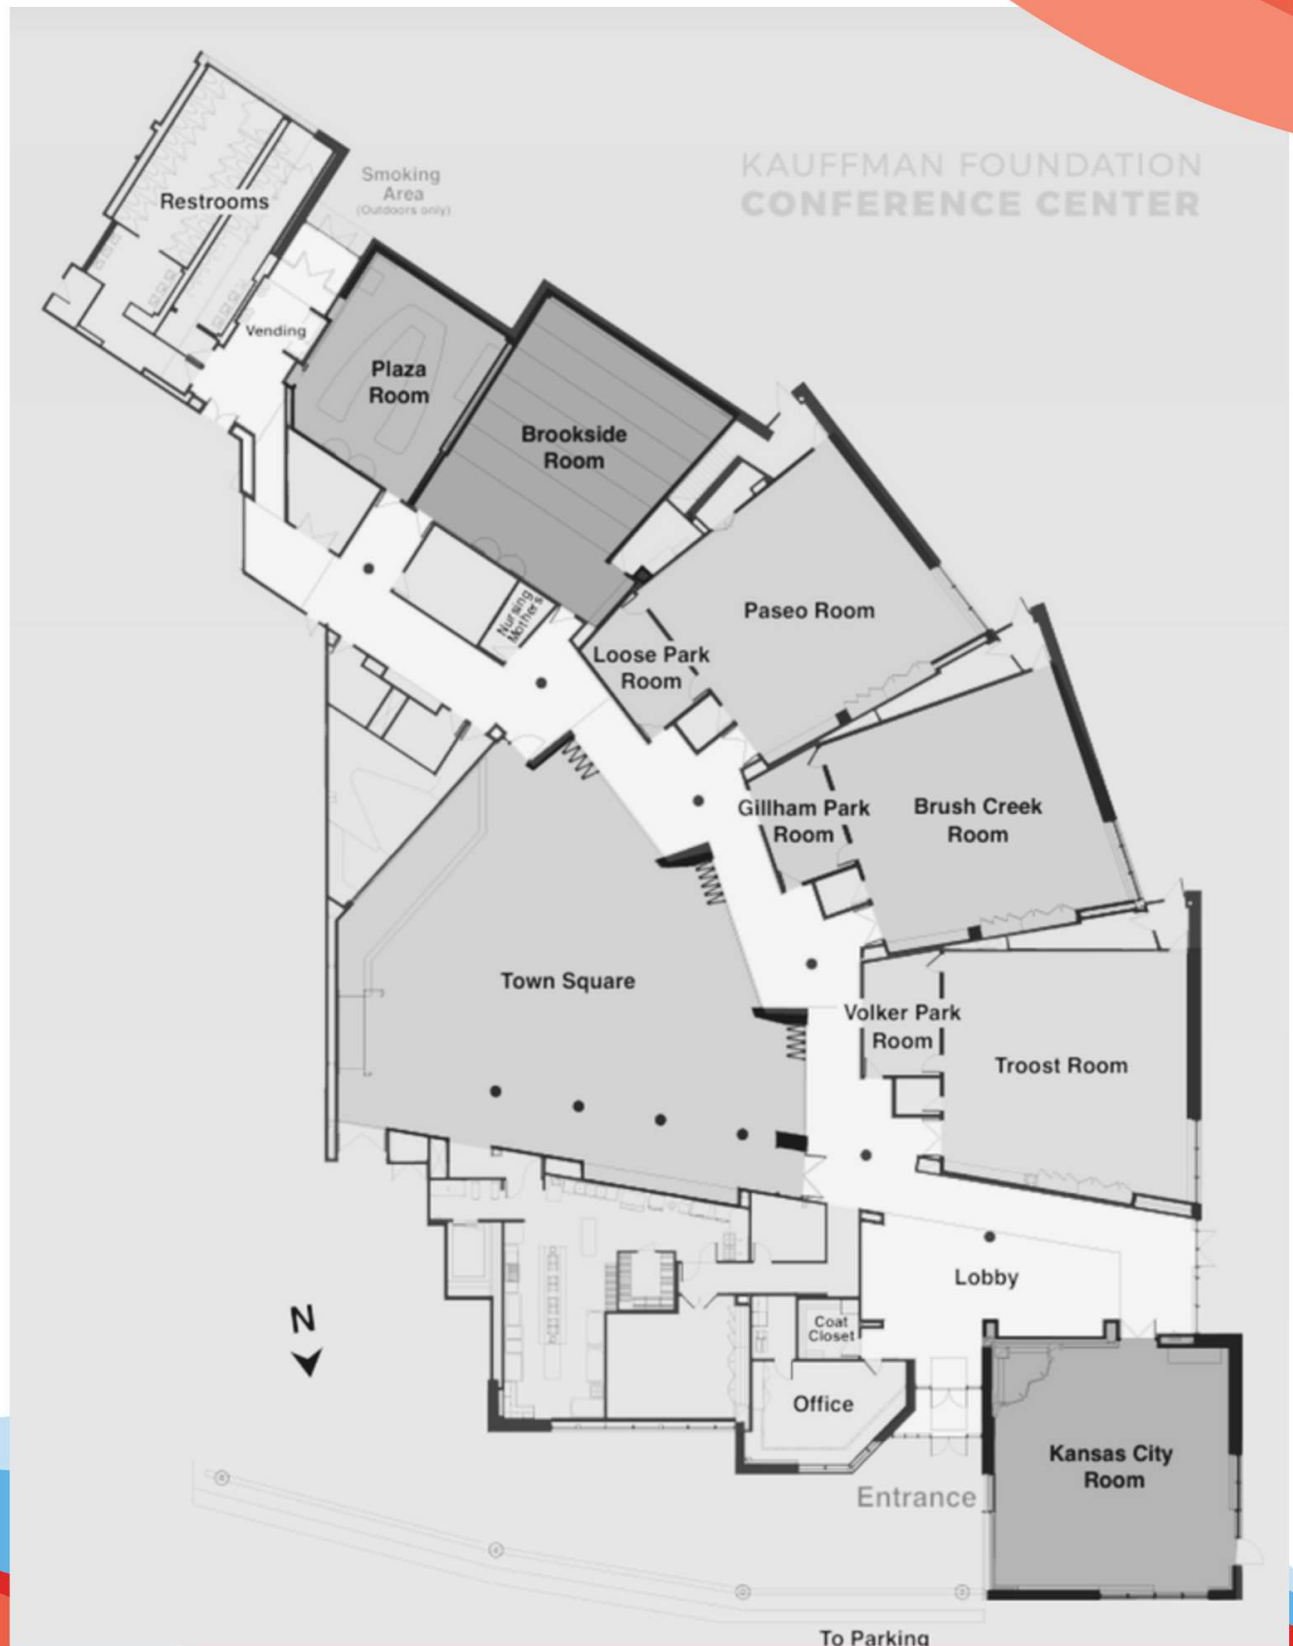 KAUFFMAN FOUNDATION
CONFERENCE CENTER
Smoking
Area
(Outdoors only)
Restrooms
Vending
Plaza
Room
Brookside
Room
Nursing
Mothers
Paseo Room
Loose Park
Room
Gillham Park
Room
Brush Creek
Room
Town Square
Volker Park
Room
Troost Room
Lobby
N
Coat
Closet
Office
Kansas City
Room
Entrance
To Parking